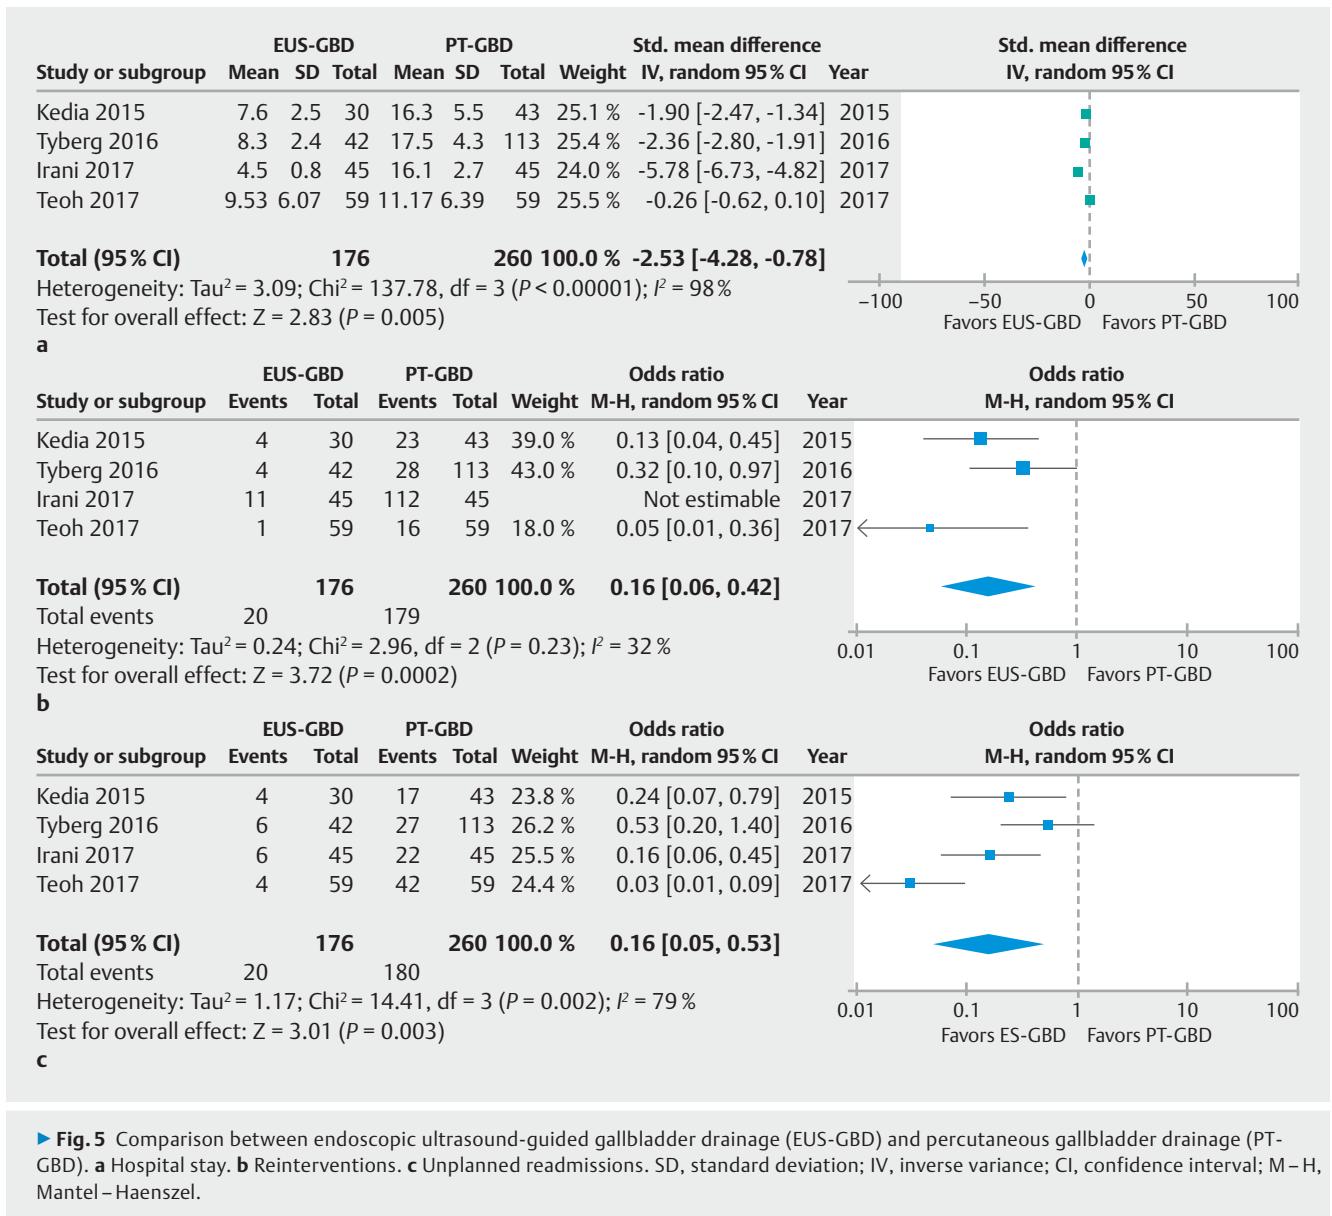 EUS-GBD PT-GBD Std. mean difference Std. mean difference
Study or subgroup Mean SD Total Mean SD Total Weight IV, random 95% CI Year IV, random 95% CI
Kedia 2015 7.6 2.5 30 16.3 5.5 43 25.1 % -1.90 [-2.47, -1.34] 2015
Tyberg 2016 8.3 2.4 42 17.5 4.3 113 25.4 % -2.36 [-2.80, -1.91] 2016
Irani 2017 4.5 0.8 45 16.1 2.7 45 24.0 % -5.78 [-6.73, -4.82] 2017
Teoh 2017 9.53 6.07 59 11.17 6.39 59 25.5 % -0.26 [-0.62, 0.10] 2017
Total (95% CI) 176 260 100.0 % -2.53 [-4.28, -0.78]
Heterogeneity: Tau² = 3.09; Chi² = 137.78, df = 3 (P < 0.00001); I² = 98%
Test for overall effect: Z = 2.83 (P = 0.005)
−100 −50 0 50 100
Favors EUS-GBD Favors PT-GBD
a
EUS-GBD PT-GBD Odds ratio Odds ratio
Study or subgroup Events Total Events Total Weight M-H, random 95% CI Year M-H, random 95% CI
Kedia 2015 4 30 23 43 39.0 % 0.13 [0.04, 0.45] 2015
Tyberg 2016 4 42 28 113 43.0 % 0.32 [0.10, 0.97] 2016
Irani 2017 11 45 112 45 Not estimable 2017
Teoh 2017 1 59 16 59 18.0 % 0.05 [0.01, 0.36] 2017
Total (95% CI) 176 260 100.0 % 0.16 [0.06, 0.42]
Total events 20 179
Heterogeneity: Tau² = 0.24; Chi² = 2.96, df = 2 (P = 0.23); I² = 32 %
Test for overall effect: Z = 3.72 (P = 0.0002)
0.01 0.1 1 10 100
Favors EUS-GBD Favors PT-GBD
b
EUS-GBD PT-GBD Odds ratio Odds ratio
Study or subgroup Events Total Events Total Weight M-H, random 95% CI Year M-H, random 95% CI
Kedia 2015 4 30 17 43 23.8 % 0.24 [0.07, 0.79] 2015
Tyberg 2016 6 42 27 113 26.2 % 0.53 [0.20, 1.40] 2016
Irani 2017 6 45 22 45 25.5 % 0.16 [0.06, 0.45] 2017
Teoh 2017 4 59 42 59 24.4 % 0.03 [0.01, 0.09] 2017
Total (95% CI) 176 260 100.0 % 0.16 [0.05, 0.53]
Total events 20 180
Heterogeneity: Tau² = 1.17; Chi² = 14.41, df = 3 (P = 0.002); I² = 79 %
Test for overall effect: Z = 3.01 (P = 0.003)
0.01 0.1 1 10 100
Favors ES-GBD Favors PT-GBD
c
▶ Fig. 5 Comparison between endoscopic ultrasound-guided gallbladder drainage (EUS-GBD) and percutaneous gallbladder drainage (PT-
GBD). a Hospital stay. b Reinterventions. c Unplanned readmissions. SD, standard deviation; IV, inverse variance; CI, confidence interval; M – H,
Mantel – Haenszel.